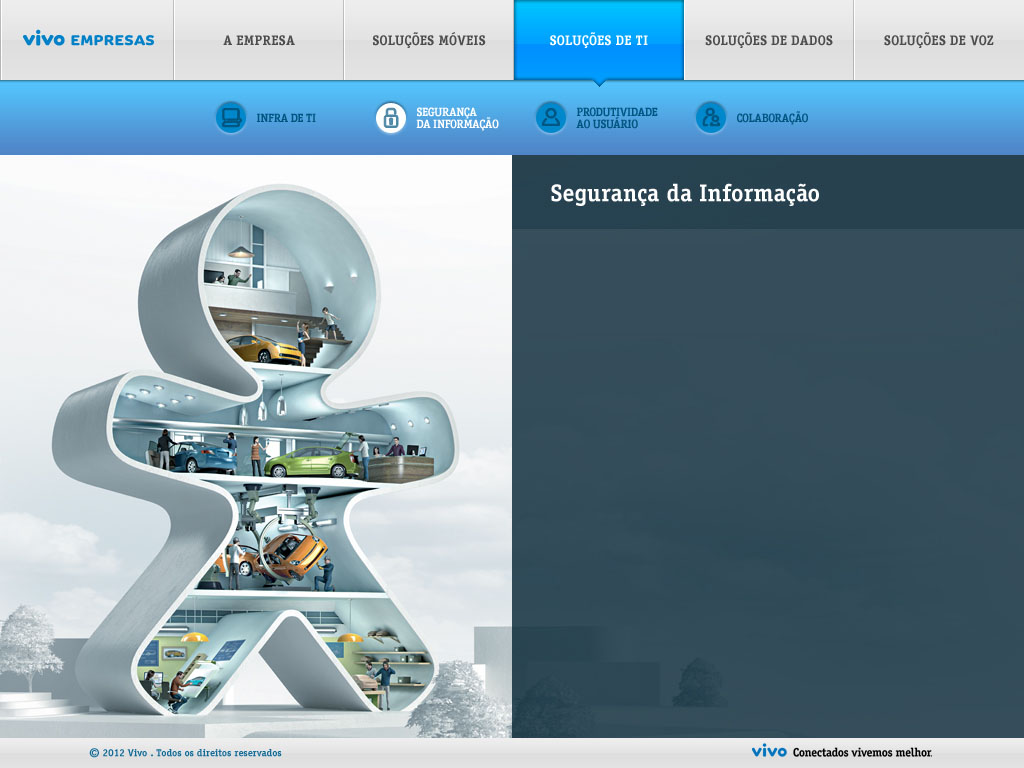 vivo EMPRESAS
A EMPRESA
SOLUÇÕES MÓVEIS
SOLUÇÕES DE TI
SOLUÇÕES DE DADOS
SOLUÇÕES DE VOZ
INFRA DE TI
SEGURANÇA
DA INFORMAÇÃO
PRODUTIVIDADE
AO USUÁRIO
COLABORAÇÃO
Segurança da Informação
© 2012 Vivo . Todos os direitos reservados
vivo Conectados vivemos melhor.